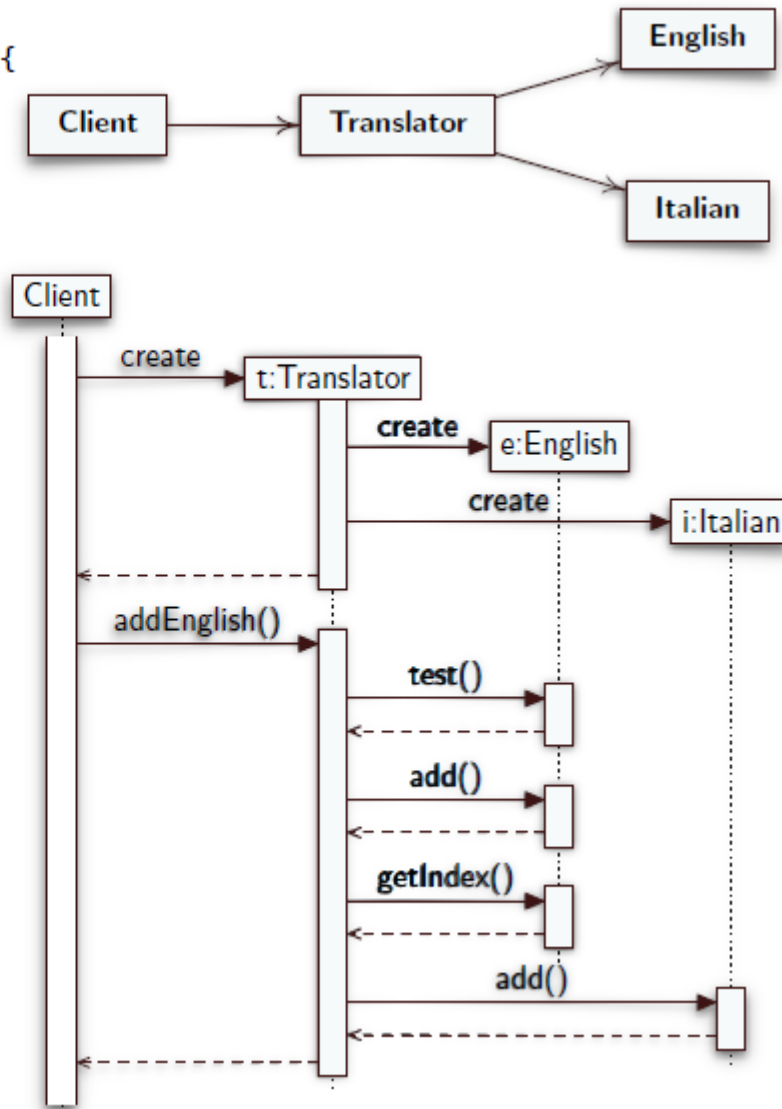 English
{
Client
Translator
Italian
Client
create
t:Translator
create
e:English
create
i:Italian
addEnglish()
test()
add()
getIndex()
add()